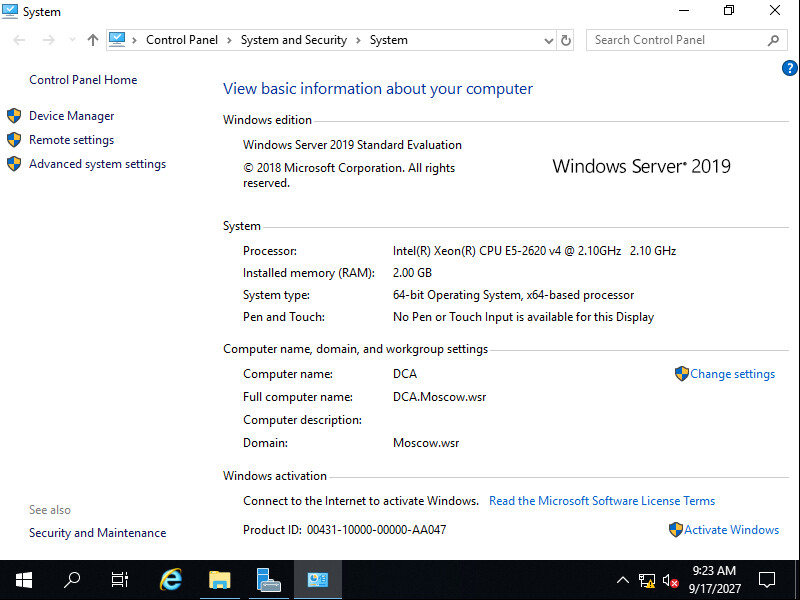 System
Control Panel > System and Security > System
Search Control Panel
Control Panel Home
Device Manager
Remote settings
Advanced system settings
See also
Security and Maintenance
?
View basic information about your computer
Windows edition
Windows Server 2019 Standard Evaluation
© 2018 Microsoft Corporation. All rights
reserved.
Windows Server® 2019
System
Processor: Intel(R) Xeon(R) CPU E5-2620 v4 @ 2.10GHz 2.10 GHz
Installed memory (RAM): 2.00 GB
System type: 64-bit Operating System, x64-based processor
Pen and Touch: No Pen or Touch Input is available for this Display
Computer name, domain, and workgroup settings
Computer name: DCA
Change settings
Full computer name: DCA.Moscow.wsr
Computer description:
Domain: Moscow.wsr
Windows activation
Connect to the Internet to activate Windows. Read the Microsoft Software License Terms
Product ID: 00431-10000-00000-AA047
Activate Windows
9:23 AM
9/17/2027